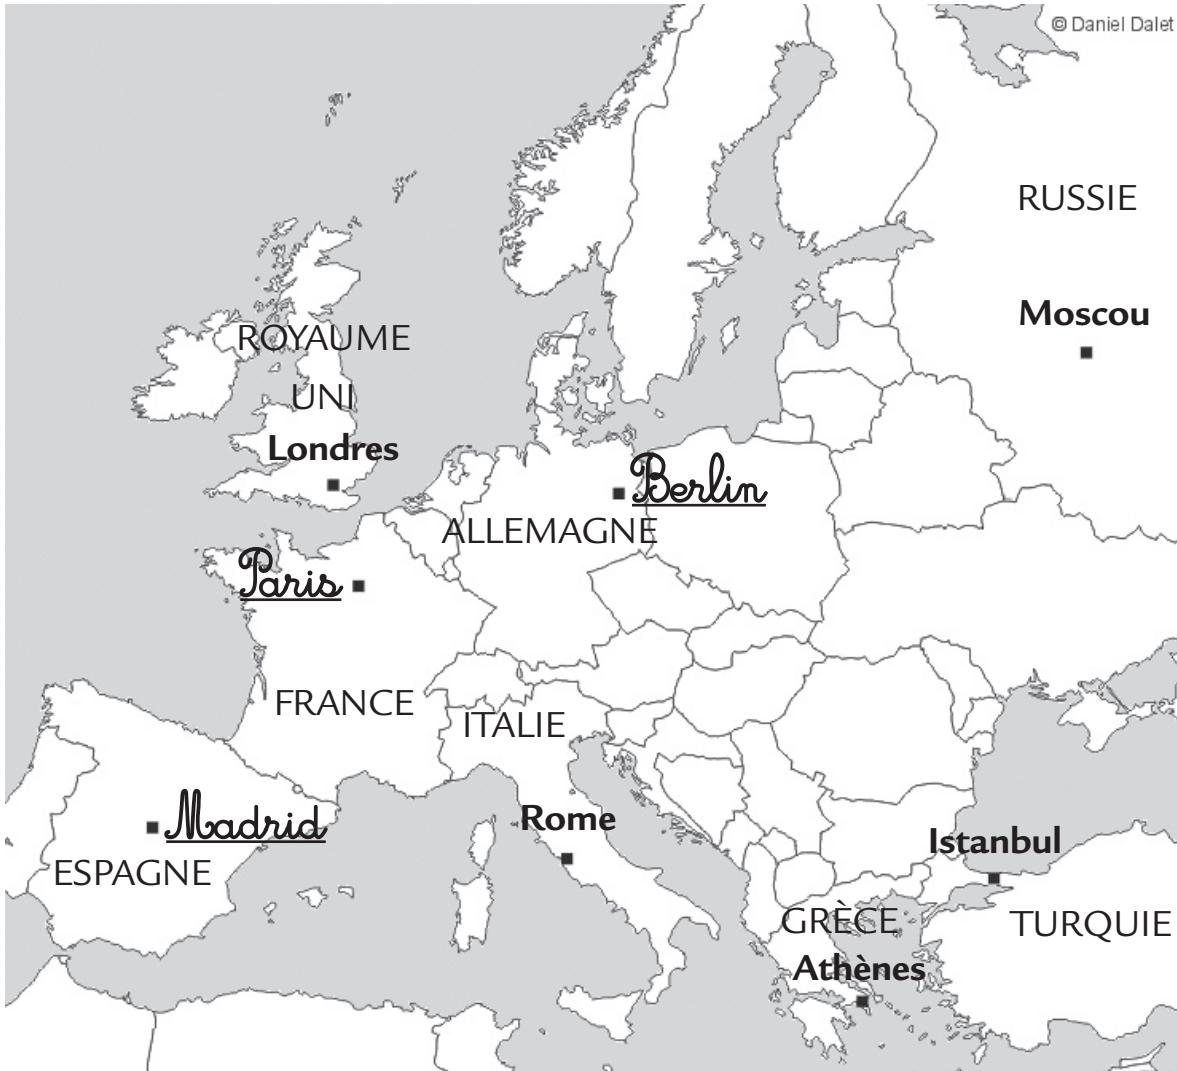 © Daniel Dalet
RUSSIE
Moscou
ROYAUME
UNI
Londres
Berlin
ALLEMAGNE
Paris
FRANCE
ITALIE
Madrid
Rome
Istanbul
ESPAGNE
GRÈCE
TURQUIE
Athènes